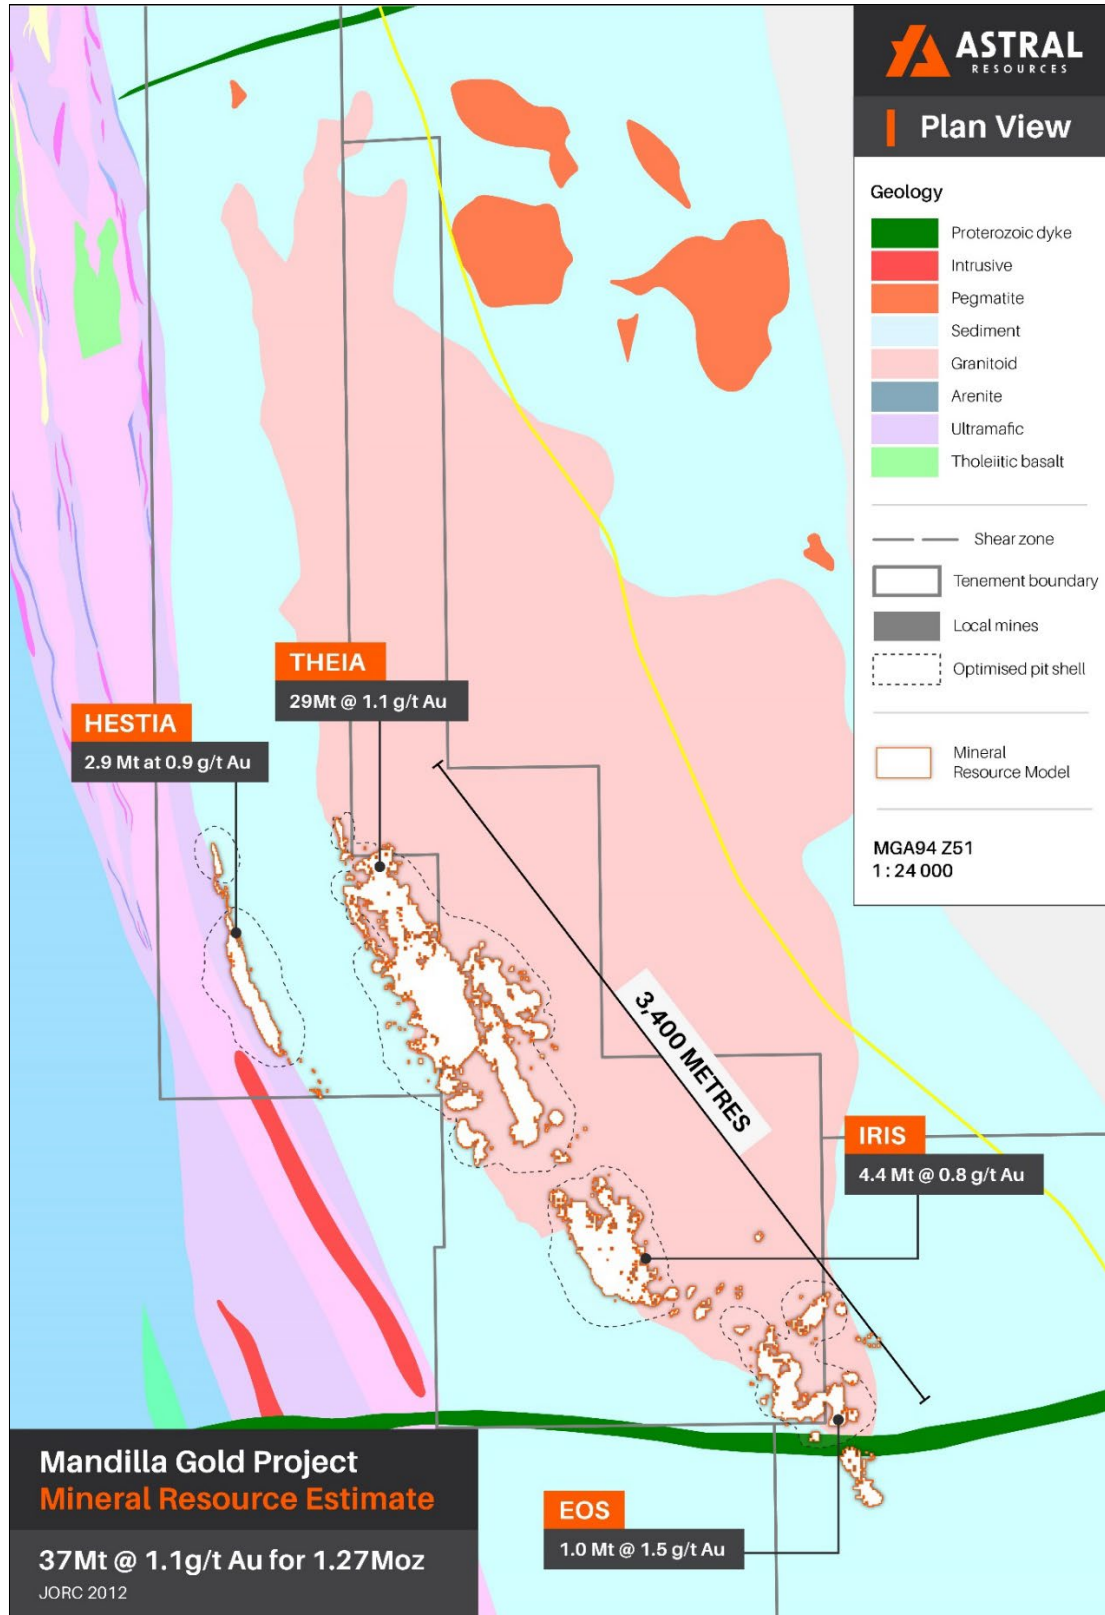 ASTRAL
RESOURCES
Plan View
Geology
Proterozoic dyke
Intrusive
Pegmatite
Sediment
Granitoid
Arenite
Ultramafic
Tholeiitic basalt
Shear zone
Tenement boundary
Local mines
Optimised pit shell
Mineral
Resource Model
MGA94 Z51
1 : 24 000
THEIA
29Mt @ 1.1 g/t Au
HESTIA
2.9 Mt at 0.9 g/t Au
3,400 METRES
IRIS
4.4 Mt @ 0.8 g/t Au
EOS
1.0 Mt @ 1.5 g/t Au
Mandilla Gold Project
Mineral Resource Estimate
37Mt @ 1.1g/t Au for 1.27Moz
JORC 2012